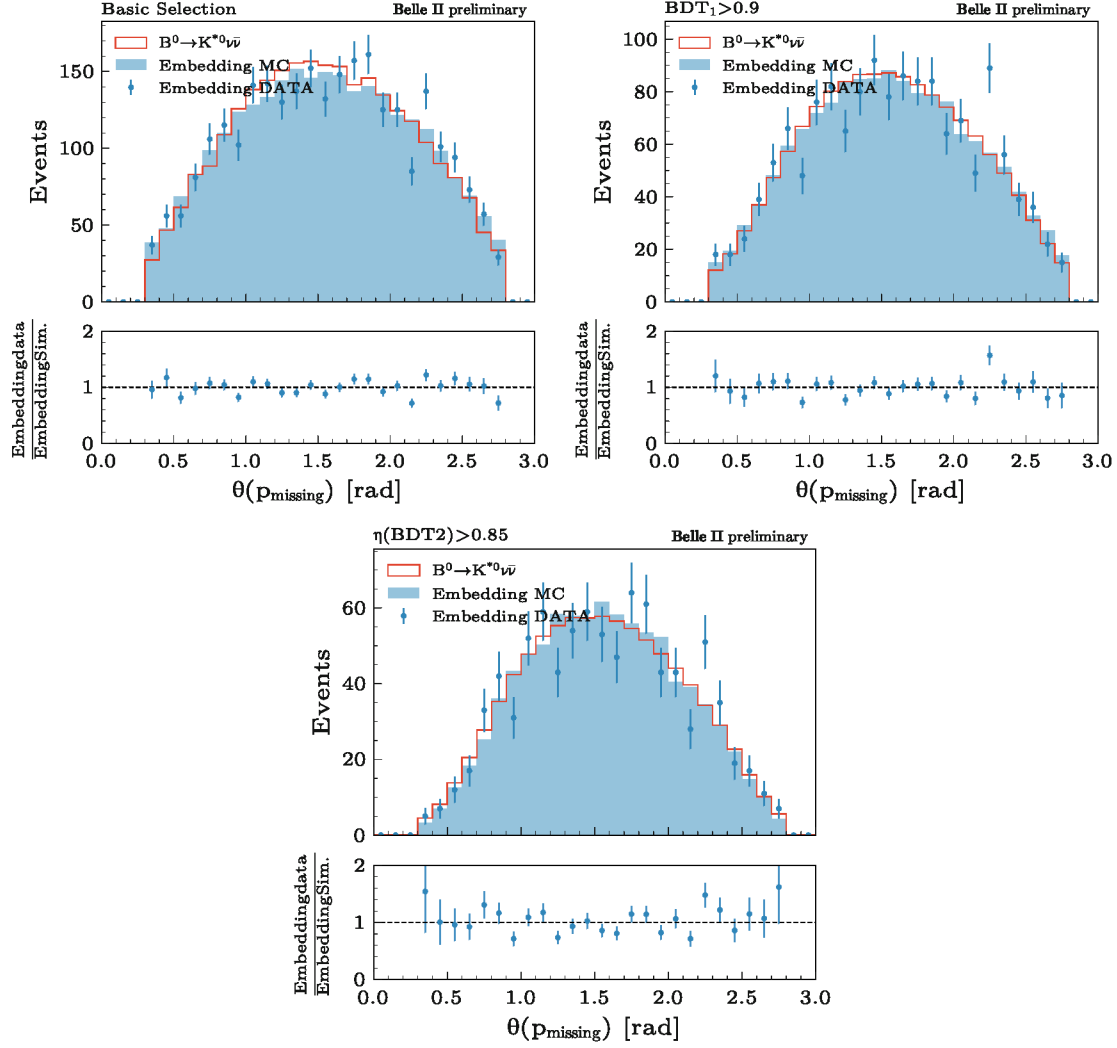 Basic Selection
Belle II preliminary
B⁰→K*⁰νν̄
Embedding MC
Embedding DATA
Events
150
100
50
0
Embeddingdata
EmbeddingSim.
2
1
0
0.0 0.5 1.0 1.5 2.0 2.5 3.0
θ(p_missing) [rad]
BDT₁>0.9
Belle II preliminary
B⁰→K*⁰νν̄
Embedding MC
Embedding DATA
Events
100
80
60
40
20
0
Embeddingdata
EmbeddingSim.
2
1
0
0.0 0.5 1.0 1.5 2.0 2.5 3.0
θ(p_missing) [rad]
η(BDT2)>0.85
Belle II preliminary
B⁰→K*⁰νν̄
Embedding MC
Embedding DATA
Events
60
40
20
0
Embeddingdata
EmbeddingSim.
2
1
0
0.0 0.5 1.0 1.5 2.0 2.5 3.0
θ(p_missing) [rad]